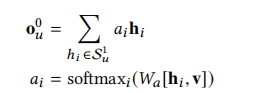 o_u^0 = ∑_{h_i ∈ S_u^1} a_i h_i
a_i = softmax_i(W_a[h_i, v])